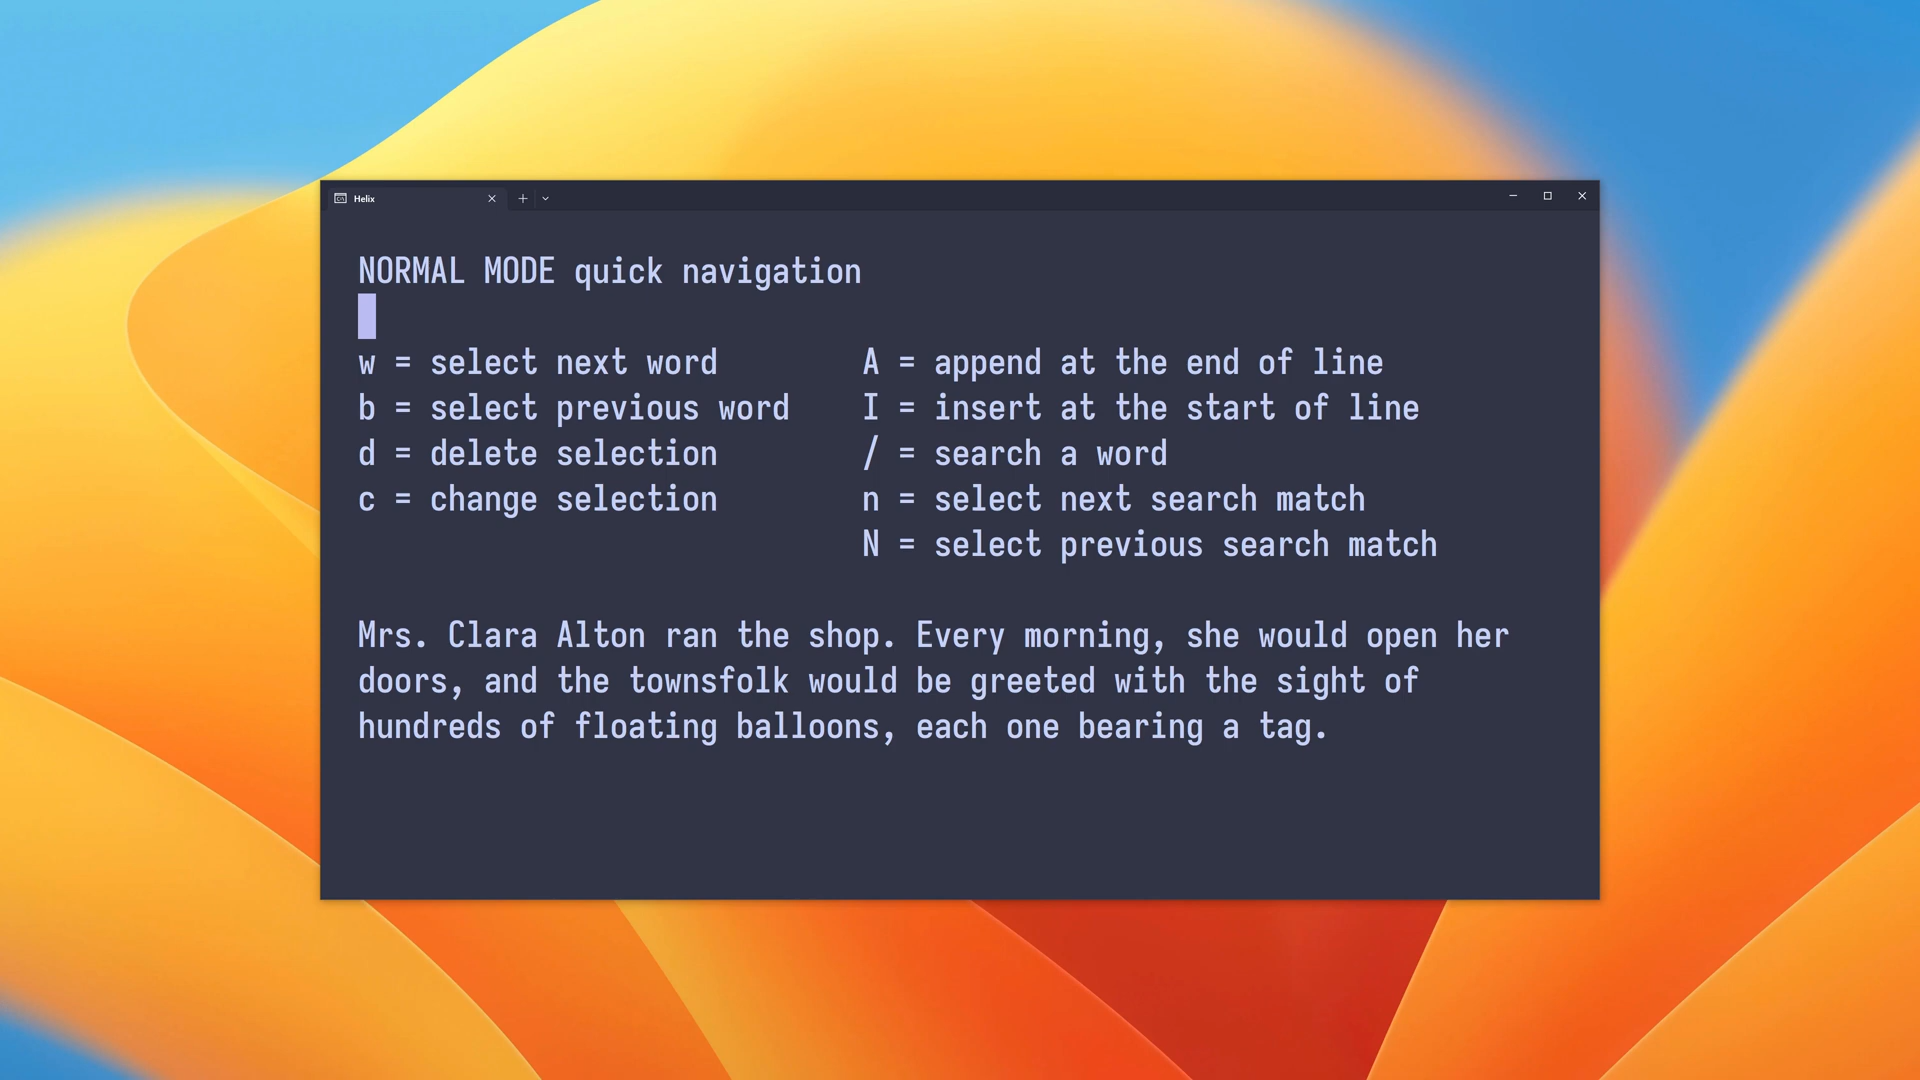 Helix
NORMAL MODE quick navigation
w = select next word A = append at the end of line
b = select previous word I = insert at the start of line
d = delete selection / = search a word
c = change selection n = select next search match
N = select previous search match
Mrs. Clara Alton ran the shop. Every morning, she would open her
doors, and the townsfolk would be greeted with the sight of
hundreds of floating balloons, each one bearing a tag.